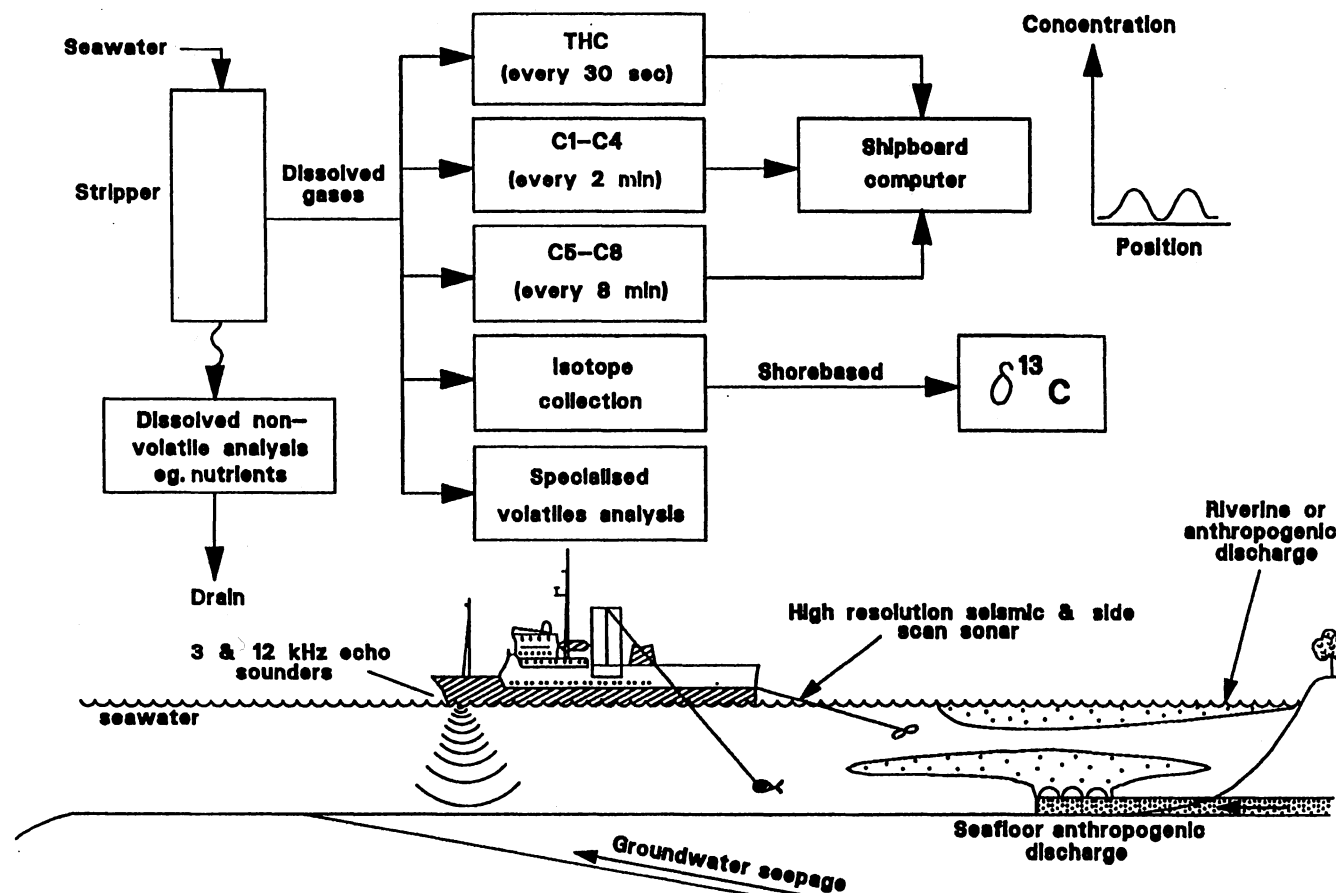 Seawater
Stripper
Dissolved
gases
THC
(every 30 sec)
C1-C4
(every 2 min)
C5-C8
(every 8 min)
Isotope
collection
Specialised
volatiles analysis
Shipboard
computer
Shorebased
δ13C
Concentration
Position
Dissolved non-
volatile analysis
eg. nutrients
Drain
3 & 12 kHz echo
sounders
seawater
High resolution seismic & side
scan sonar
Riverine or
anthropogenic
discharge
Seafloor anthropogenic
discharge
Groundwater seepage